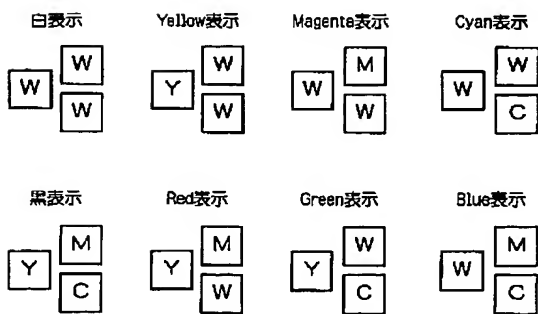 白表示 Yellow表示 Magenta表示 Cyan表示
W W M W
W Y W W
W W W C
黒表示 Red表示 Green表示 Blue表示
M M W M
Y Y Y W
C W C C